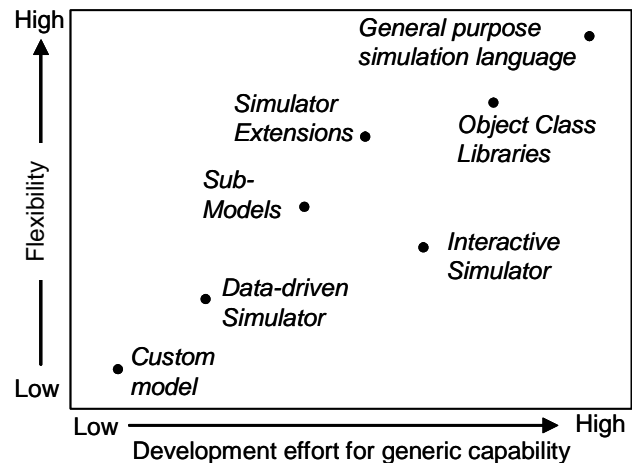 High
General purpose
simulation language
Simulator
Extensions
Object Class
Libraries
Sub-
Models
Flexibility
Interactive
Simulator
Data-driven
Simulator
Custom
model
Low
Low
High
Development effort for generic capability